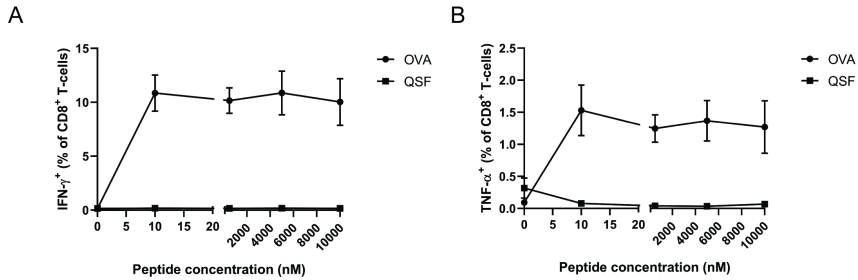 A
IFN-γ⁺ (% of CD8⁺ T-cells)
15
10
5
0
0 5 10 15 20 2000 4000 6000 8000 10000
Peptide concentration (nM)
OVA
QSF
B
TNF-α⁺ (% of CD8⁺ T-cells)
2.5
2.0
1.5
1.0
0.5
0.0
0 5 10 15 20 2000 4000 6000 8000 10000
Peptide concentration (nM)
OVA
QSF